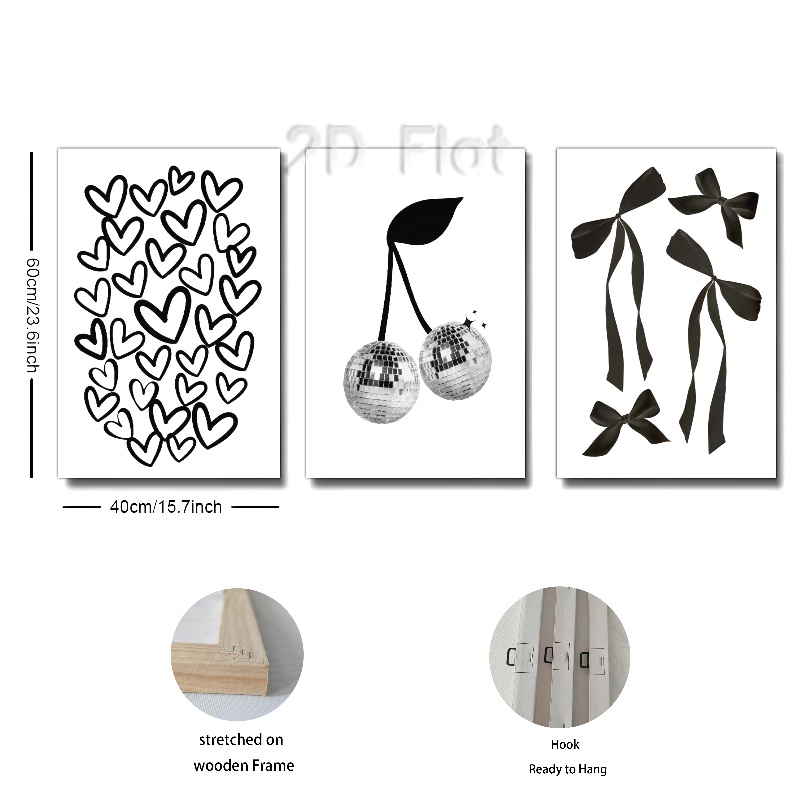 2D Flat
60cm/23.6inch
40cm/15.7inch
stretched on
wooden Frame
Hook
Ready to Hang